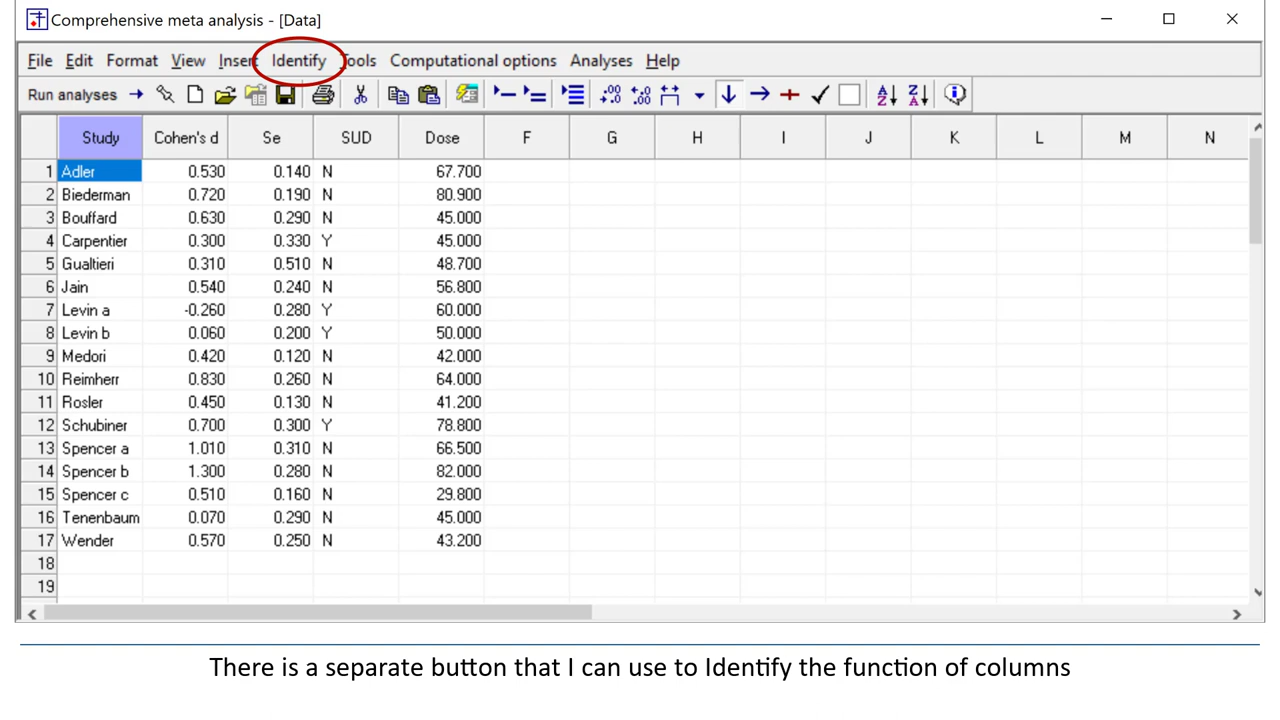 Comprehensive meta analysis - [Data]
File Edit Format View Insert Identify Tools Computational options Analyses Help
Run analyses
Study Cohen's d Se SUD Dose F G H I J K L M N
1 Adler 0.530 0.140 N 67.700
2 Biederman 0.720 0.190 N 80.900
3 Bouffard 0.630 0.290 N 45.000
4 Carpentier 0.300 0.330 Y 45.000
5 Gualtieri 0.310 0.510 N 48.700
6 Jain 0.540 0.240 N 56.800
7 Levin a -0.260 0.280 Y 60.000
8 Levin b 0.060 0.200 Y 50.000
9 Medori 0.420 0.120 N 42.000
10 Reimherr 0.830 0.260 N 64.000
11 Rosler 0.450 0.130 N 41.200
12 Schubiner 0.700 0.300 Y 78.800
13 Spencer a 1.010 0.310 N 66.500
14 Spencer b 1.300 0.280 N 82.000
15 Spencer c 0.510 0.160 N 29.800
16 Tenenbaum 0.070 0.290 N 45.000
17 Wender 0.570 0.250 N 43.200
18
19
There is a separate button that I can use to Identify the function of columns